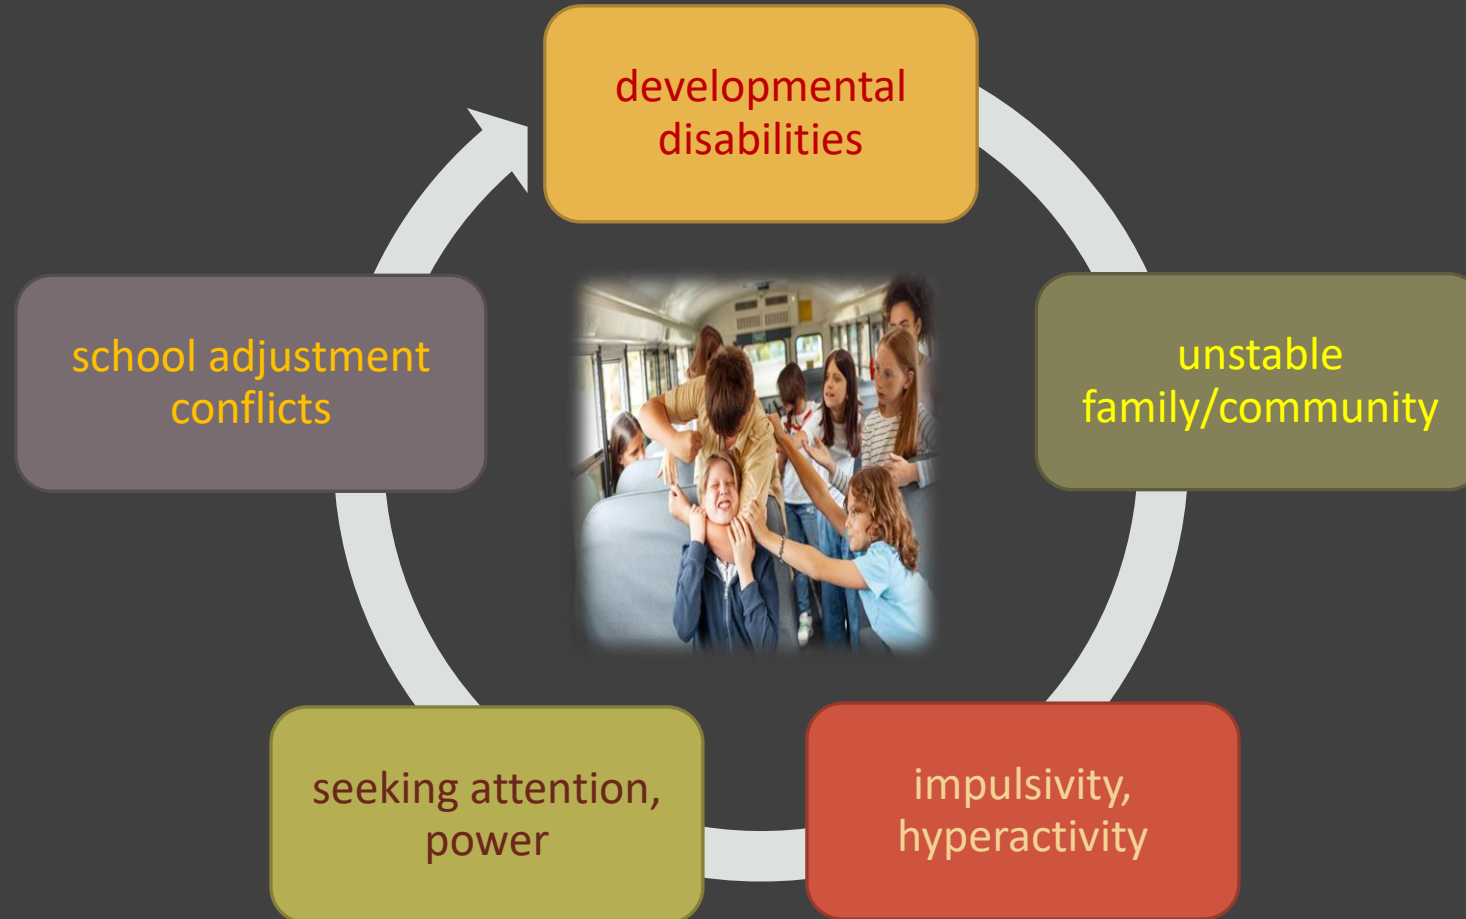 developmental
disabilities
unstable
family/community
impulsivity,
hyperactivity
seeking attention,
power
school adjustment
conflicts